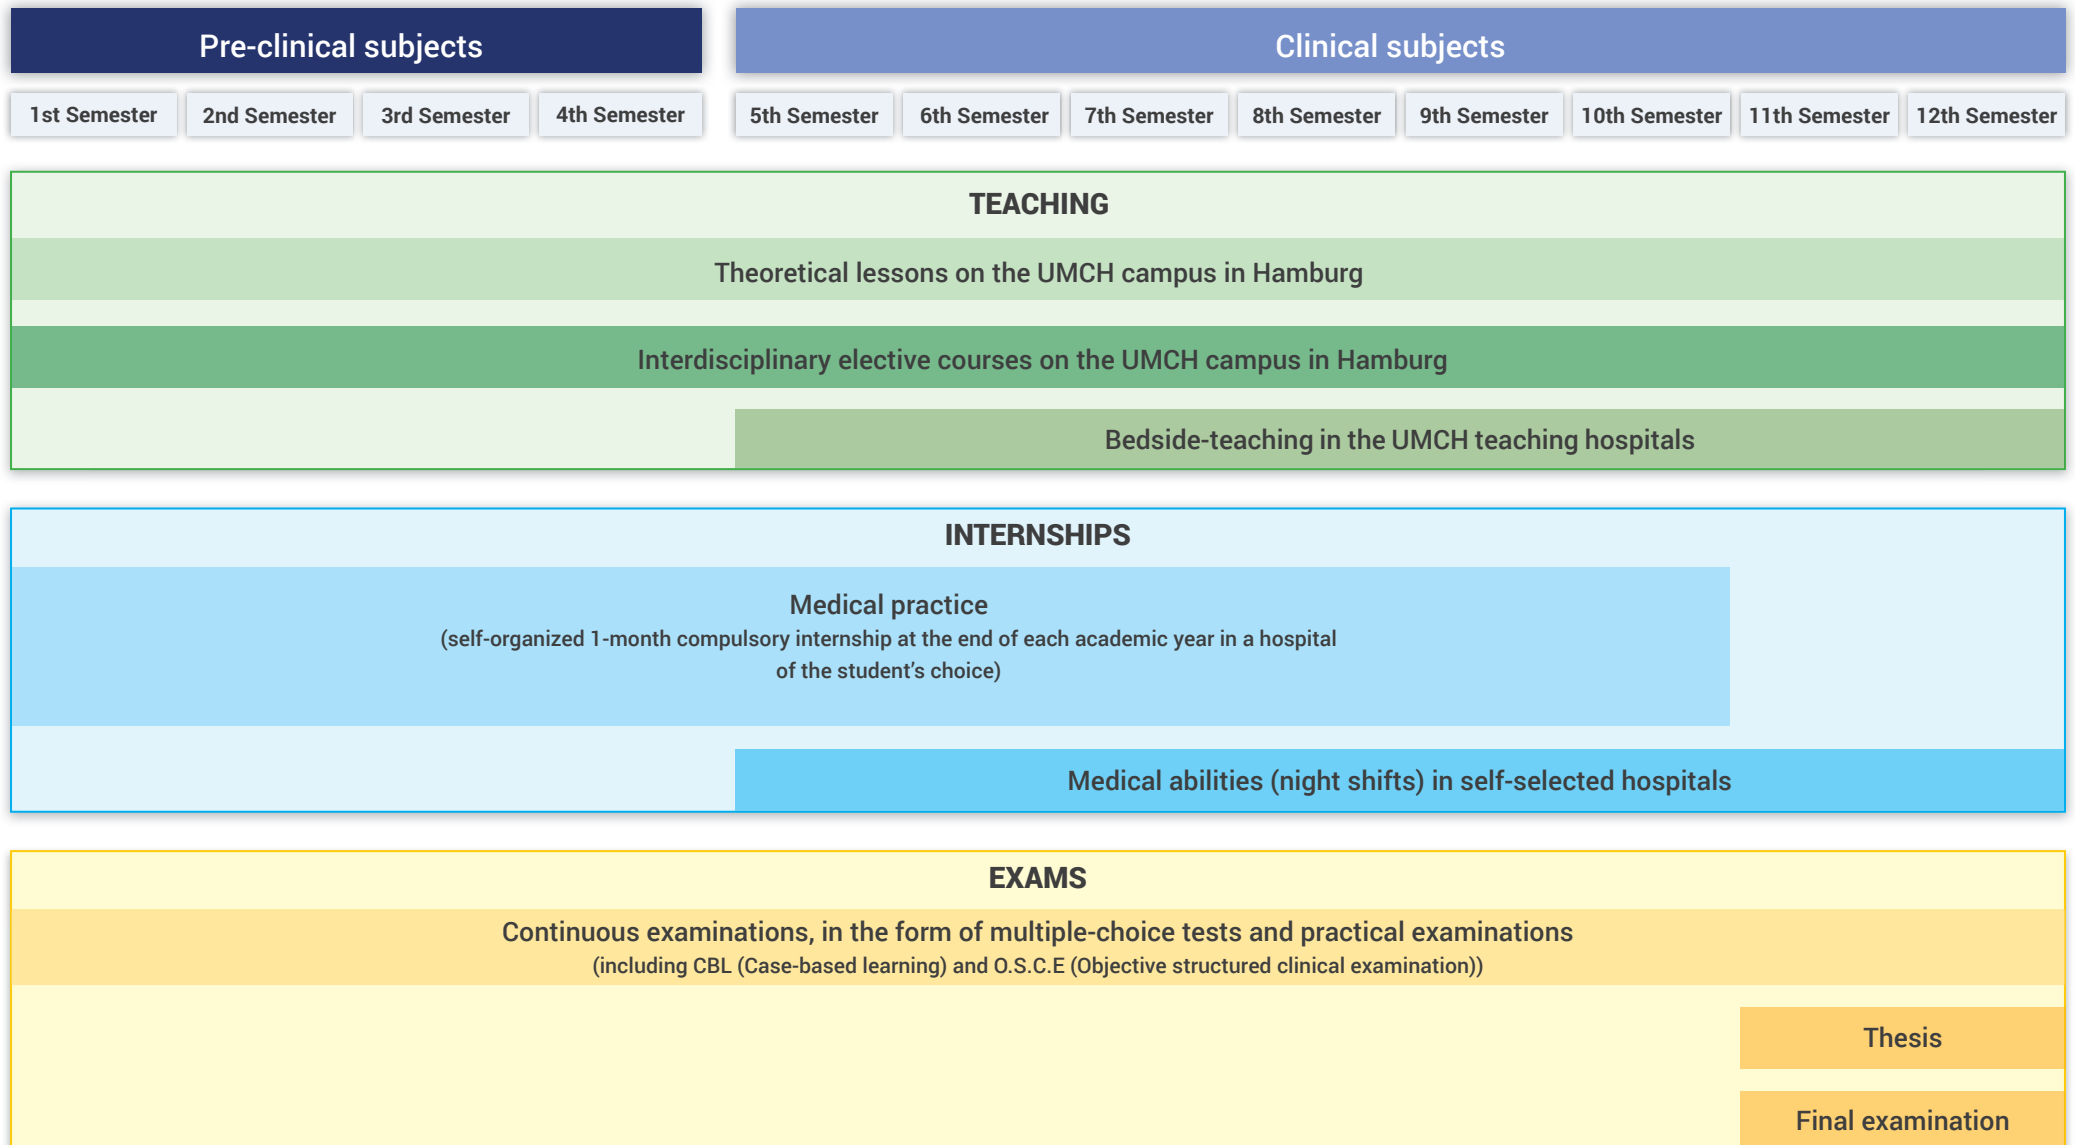 Pre-clinical subjects
Clinical subjects
1st Semester
2nd Semester
3rd Semester
4th Semester
5th Semester
6th Semester
7th Semester
8th Semester
9th Semester
10th Semester
11th Semester
12th Semester
TEACHING
Theoretical lessons on the UMCH campus in Hamburg
Interdisciplinary elective courses on the UMCH campus in Hamburg
Bedside-teaching in the UMCH teaching hospitals
INTERNSHIPS
Medical practice
(self-organized 1-month compulsory internship at the end of each academic year in a hospital
of the student’s choice)
Medical abilities (night shifts) in self-selected hospitals
EXAMS
Continuous examinations, in the form of multiple-choice tests and practical examinations
(including CBL (Case-based learning) and O.S.C.E (Objective structured clinical examination))
Thesis
Final examination